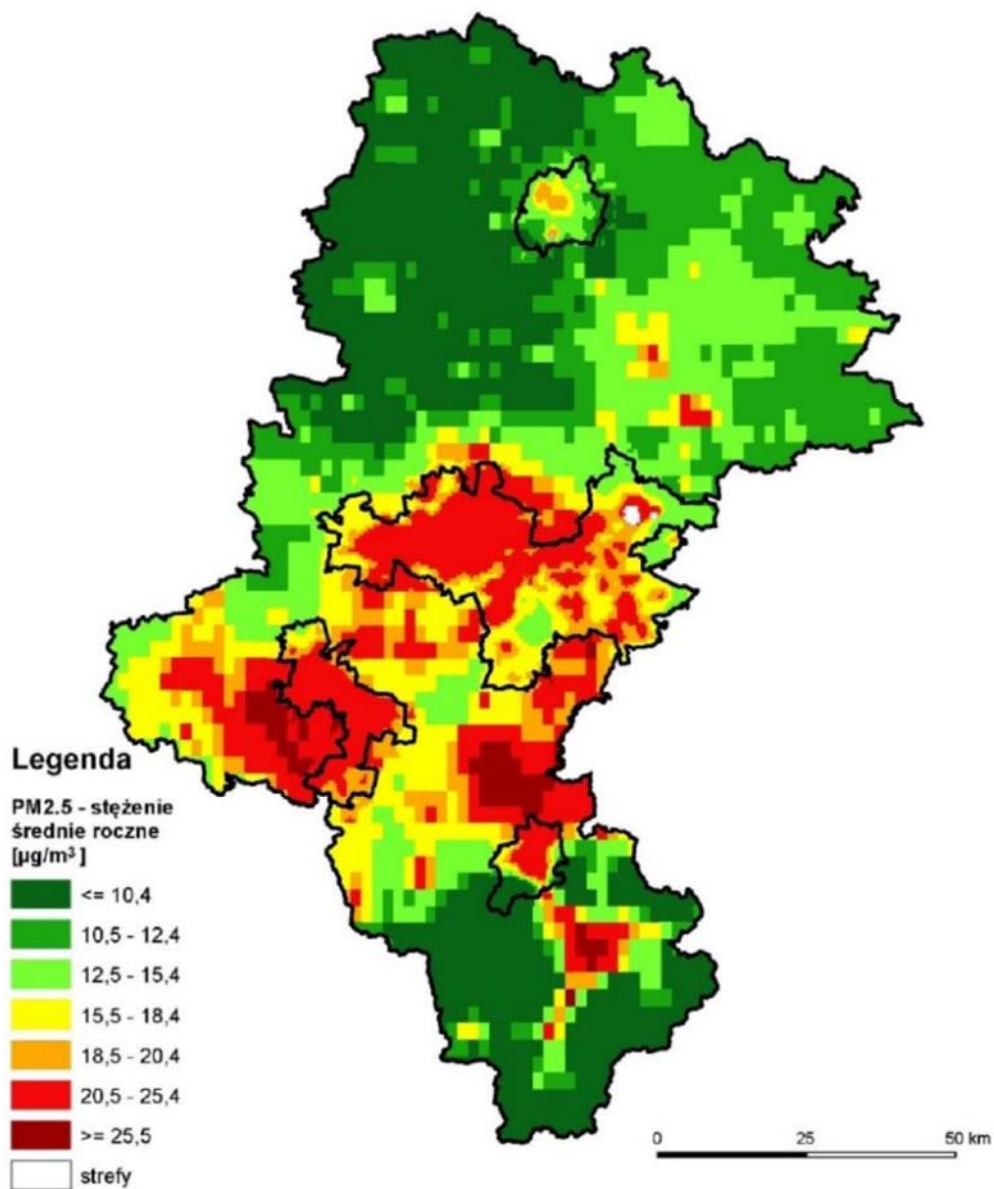 Legenda
PM2.5 - stężenie
średnie roczne
[µg/m³ ]
<= 10,4
10,5 - 12,4
12,5 - 15,4
15,5 - 18,4
18,5 - 20,4
20,5 - 25,4
>= 25,5
strefy
0 25 50 km